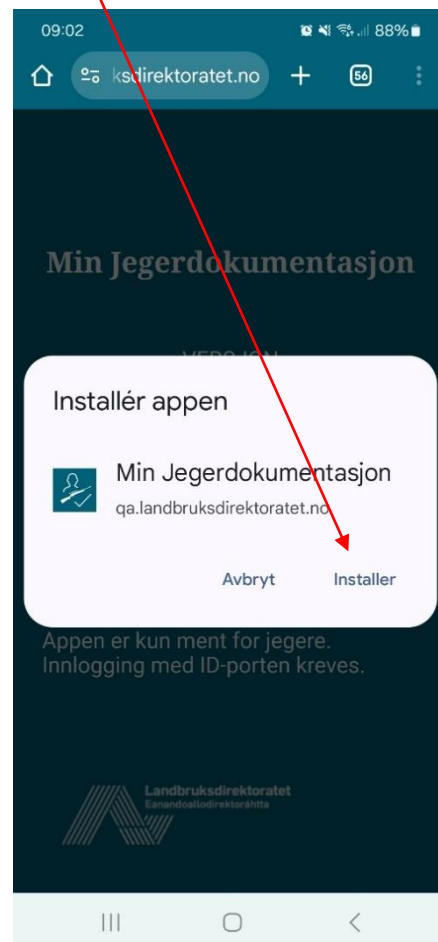 09:02 88%
ksdirektoratet.no 56
Min Jegerdokumentasjon
VERSJON
Installér appen
Min Jegerdokumentasjon
qa.landbruksdirektoratet.no
Avbryt Installer
Appen er kun ment for jegere.
Innlogging med ID-porten kreves.
Landbruksdirektoratet
Eanandoallodirektoráhtta